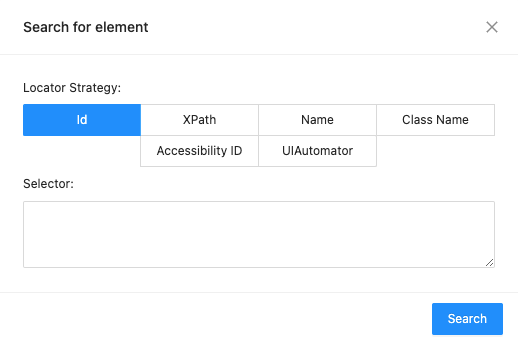 Search for element
Locator Strategy:
Id XPath Name Class Name
Accessibility ID UIAutomator
Selector:
Search